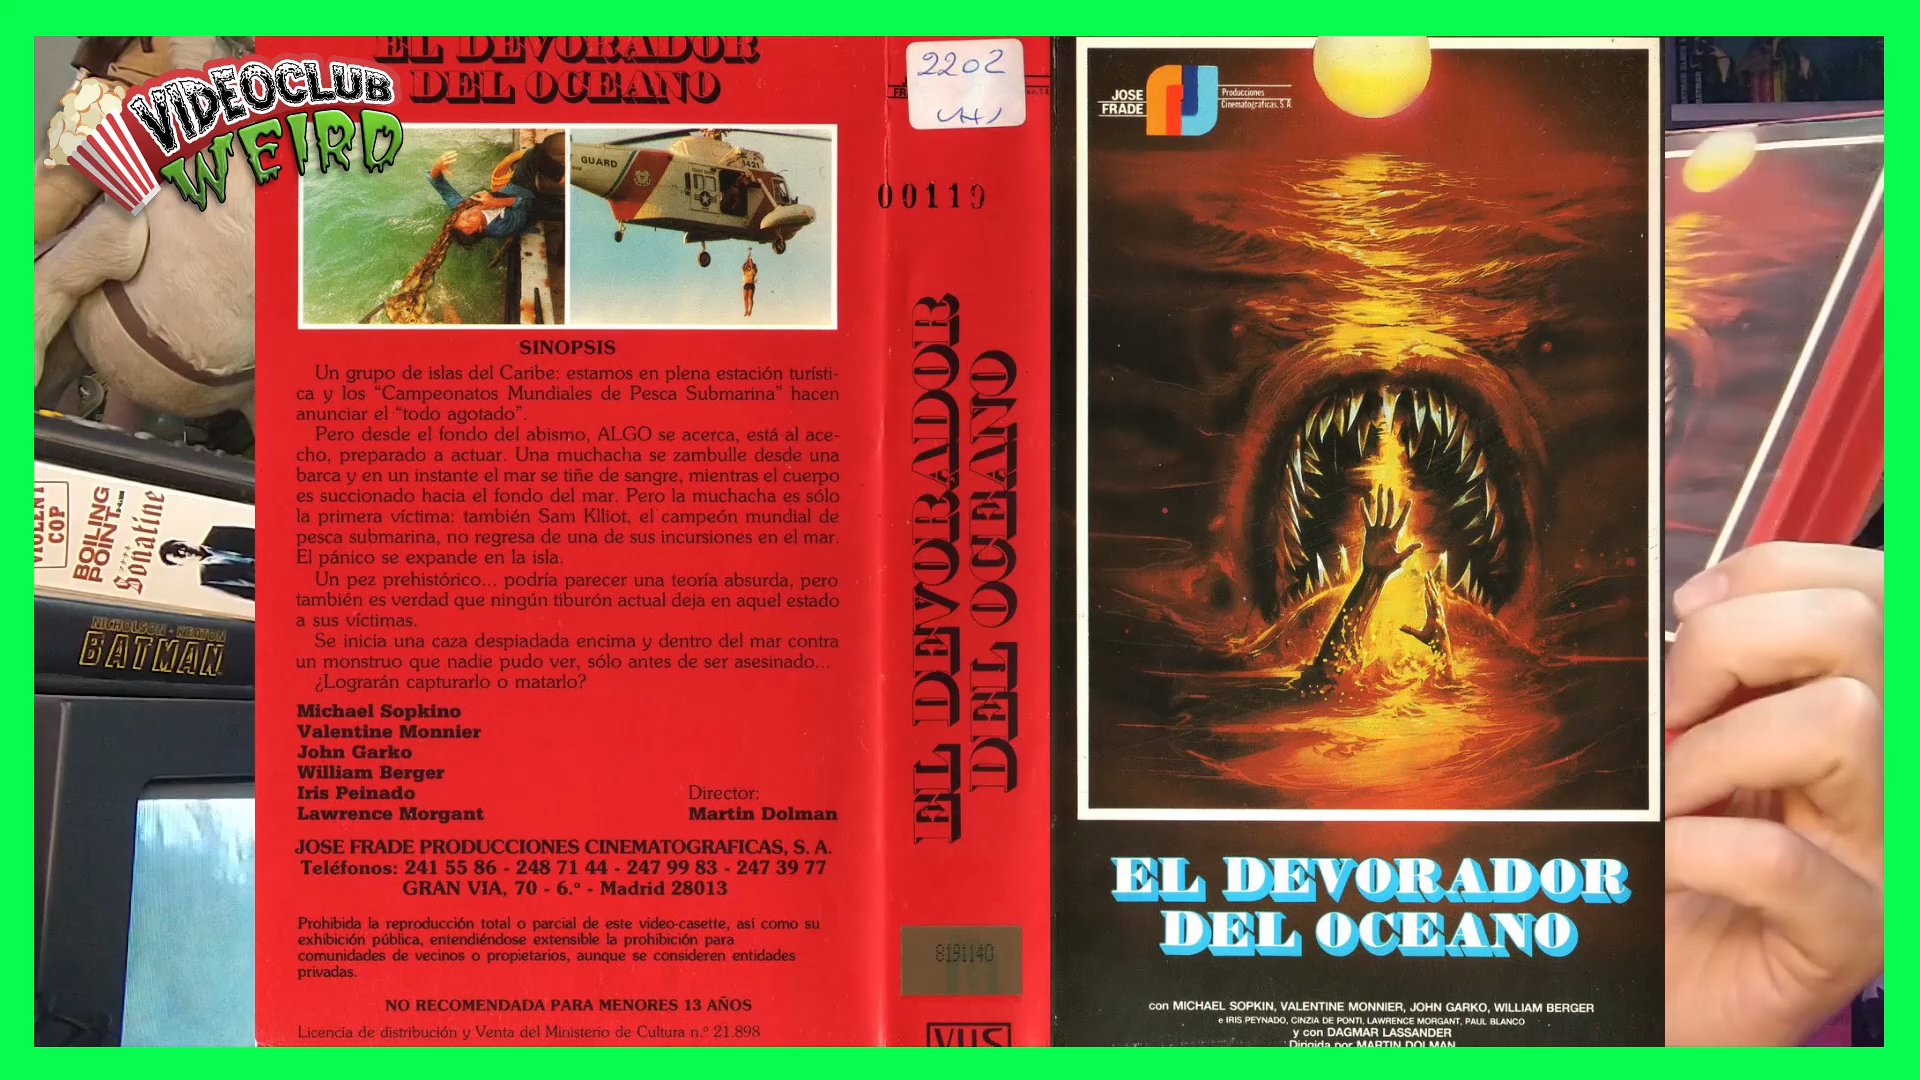 VIDEOCLUB
WEIRD
EL DEVORADOR
DEL OCEANO
GUARD
1421
SINOPSIS
Un grupo de islas del Caribe: estamos en plena estación turísti-
ca y los “Campeonatos Mundiales de Pesca Submarina” hacen
anunciar el “todo agotado”.
Pero desde el fondo del abismo, ALGO se acerca, está al ace-
cho, preparado a actuar. Una muchacha se zambulle desde una
barca y en un instante el mar se tiñe de sangre, mientras el cuerpo
es succionado hacia el fondo del mar. Pero la muchacha es sólo
la primera víctima: también Sam Klliot, el campeón mundial de
pesca submarina, no regresa de una de sus incursiones en el mar.
El pánico se expande en la isla.
Un pez prehistórico... podría parecer una teoría absurda, pero
también es verdad que ningún tiburón actual deja en aquel estado
a sus víctimas.
Se inicia una caza despiadada encima y dentro del mar contra
un monstruo que nadie pudo ver, sólo antes de ser asesinado...
¿Lograrán capturarlo o matarlo?
Michael Sopkino
Valentine Monnier
John Garko
William Berger
Iris Peinado
Lawrence Morgant
Director:
Martin Dolman
JOSE FRADE PRODUCCIONES CINEMATOGRAFICAS, S. A.
Teléfonos: 241 55 86 - 248 71 44 - 247 99 83 - 247 39 77
GRAN VIA, 70 - 6.º - Madrid 28013
Prohibida la reproducción total o parcial de este video-casette, así como su
exhibición pública, entendiéndose extensible la prohibición para
comunidades de vecinos o propietarios, aunque se consideren entidades
privadas.
NO RECOMENDADA PARA MENORES 13 AÑOS
Licencia de distribución y Venta del Ministerio de Cultura n.º 21.898
2202
00119
EL DEVORADOR
DEL OCEANO
8191140
VHS
JOSE
FRADE
Producciones
Cinematograficas, S. A.
EL DEVORADOR
DEL OCEANO
con MICHAEL SOPKIN, VALENTINE MONNIER, JOHN GARKO, WILLIAM BERGER
e IRIS PEYNADO, CINZIA DE PONTI, LAWRENCE MORGANT, PAUL BLANCO
y con DAGMAR LASSANDER
Dirigida por MARTIN DOLMAN
VIOLENT
COP
BOILING
POINT
Sonatine
NICHOLSON · KEATON
BATMAN